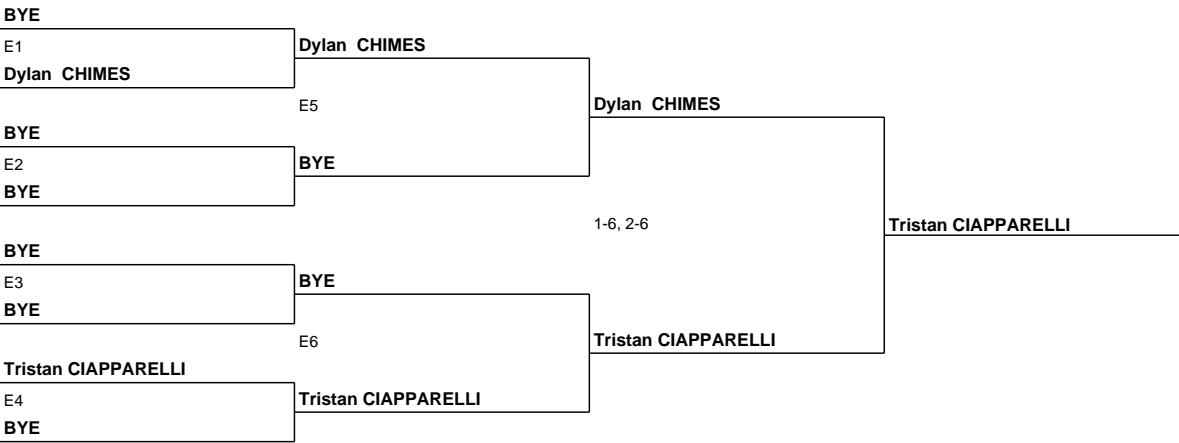 BYE
E1
Dylan  CHIMES
Dylan  CHIMES
E5
Dylan  CHIMES
BYE
E2
BYE
BYE
1-6, 2-6
Tristan CIAPPARELLI
BYE
E3
BYE
BYE
E6
Tristan CIAPPARELLI
Tristan CIAPPARELLI
E4
Tristan CIAPPARELLI
BYE